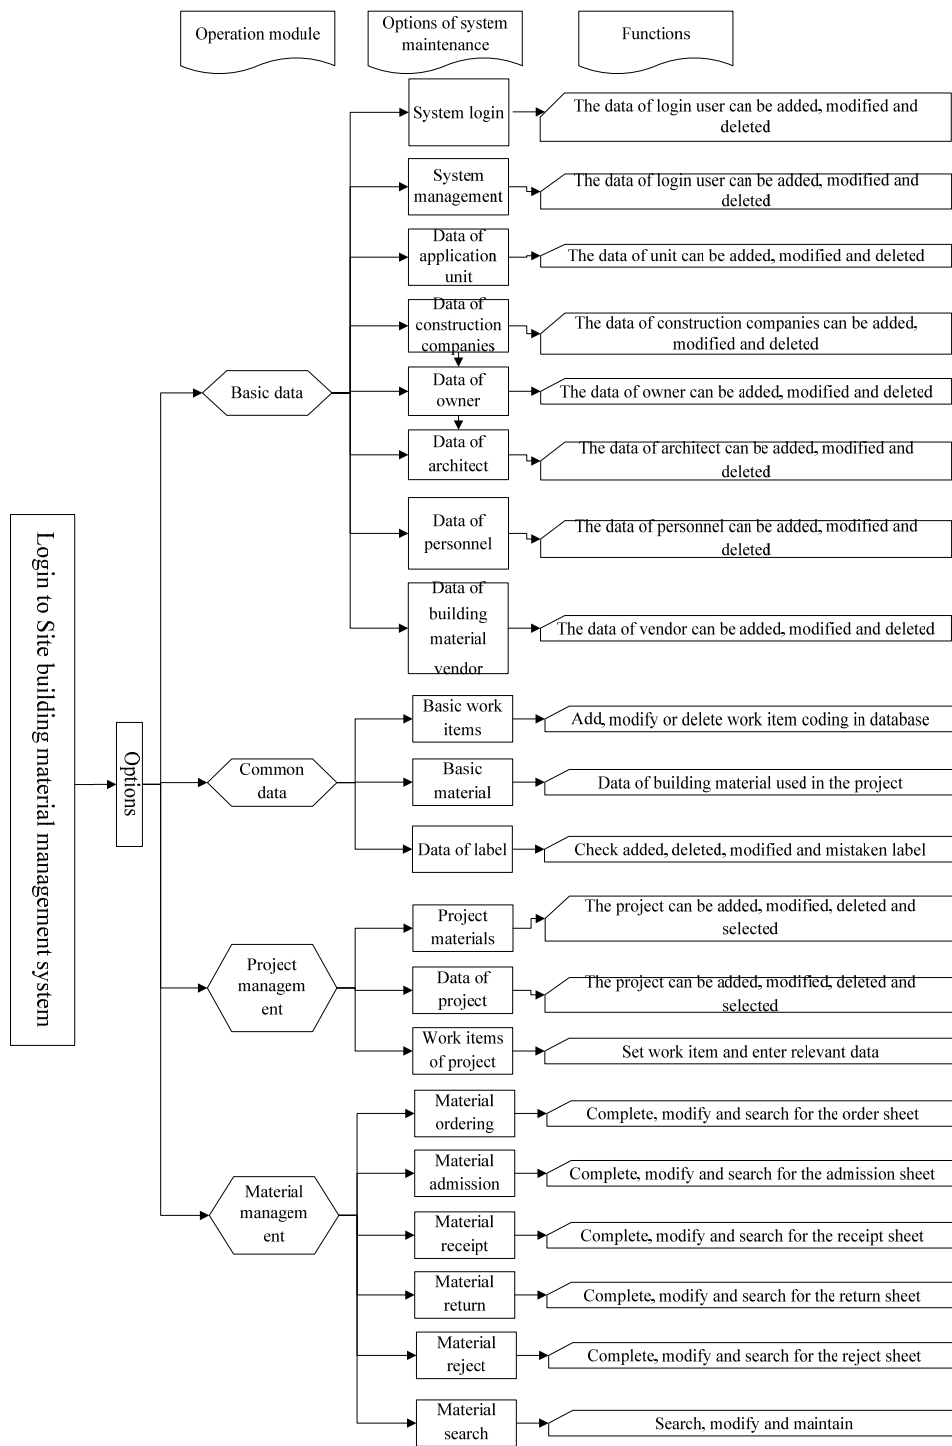 Operation module
Options of system
maintenance
Functions
System login
The data of login user can be added, modified and
deleted
System
management
The data of login user can be added, modified and
deleted
Data of
application
unit
The data of unit can be added, modified and deleted
Data of
construction
companies
The data of construction companies can be added,
modified and deleted
Basic data
Data of
owner
The data of owner can be added, modified and deleted
Data of
architect
The data of architect can be added, modified and
deleted
Data of
personnel
The data of personnel can be added, modified and
deleted
Data of
building
material
vendor
The data of vendor can be added, modified and deleted
Login to Site building material management system
Options
Common
data
Basic work
items
Add, modify or delete work item coding in database
Basic
material
Data of building material used in the project
Data of label
Check added, deleted, modified and mistaken label
Project
managem
ent
Project
materials
The project can be added, modified, deleted and
selected
Data of
project
The project can be added, modified, deleted and
selected
Work items
of project
Set work item and enter relevant data
Material
managem
ent
Material
ordering
Complete, modify and search for the order sheet
Material
admission
Complete, modify and search for the admission sheet
Material
receipt
Complete, modify and search for the receipt sheet
Material
return
Complete, modify and search for the return sheet
Material
reject
Complete, modify and search for the reject sheet
Material
search
Search, modify and maintain